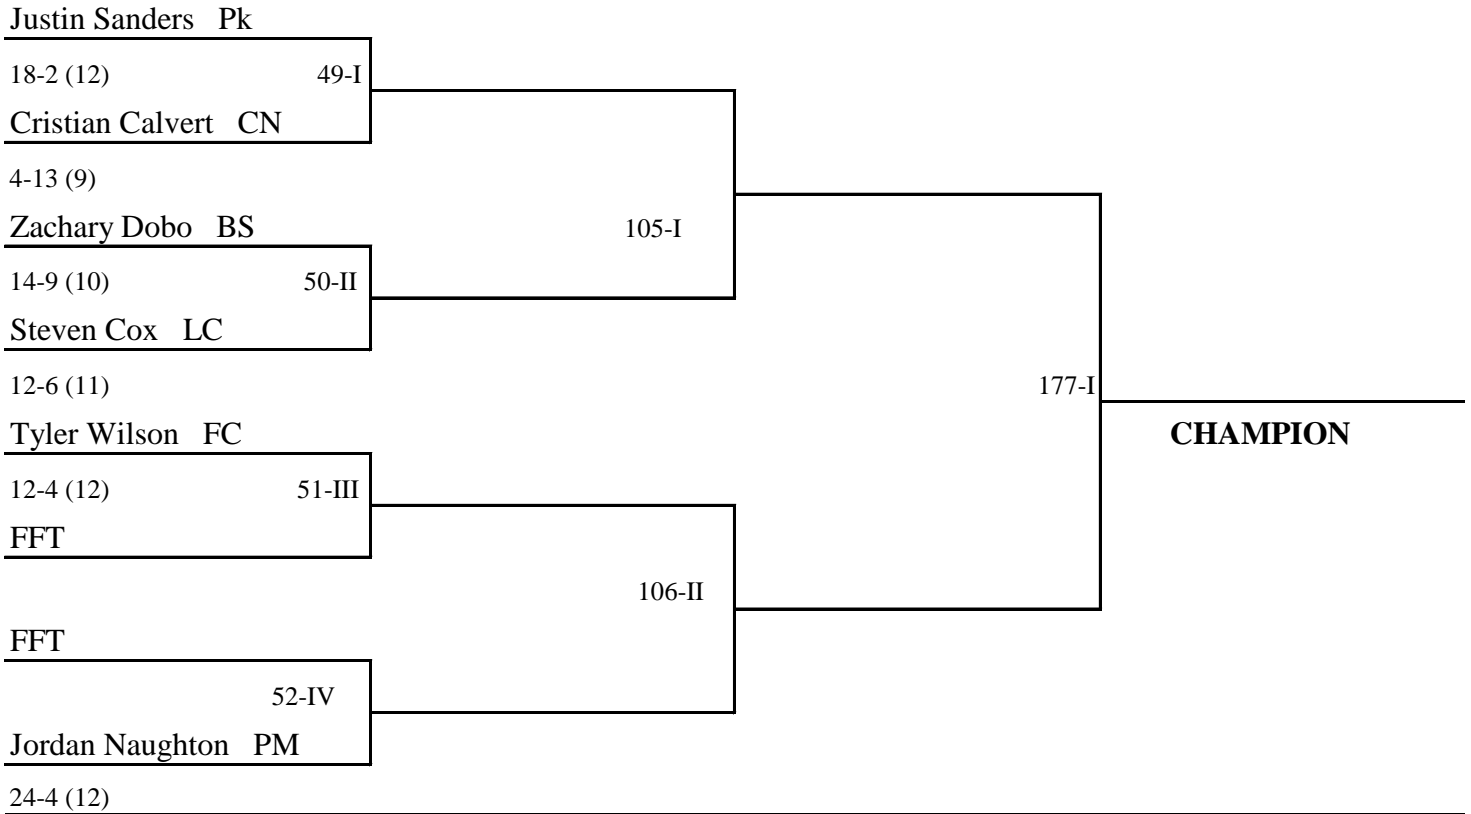 Justin Sanders Pk
18-2 (12) 49-I
Cristian Calvert CN
4-13 (9)
Zachary Dobo BS 105-I
14-9 (10) 50-II
Steven Cox LC
12-6 (11) 177-I
Tyler Wilson FC CHAMPION
12-4 (12) 51-III
FFT
106-II
FFT
52-IV
Jordan Naughton PM
24-4 (12)